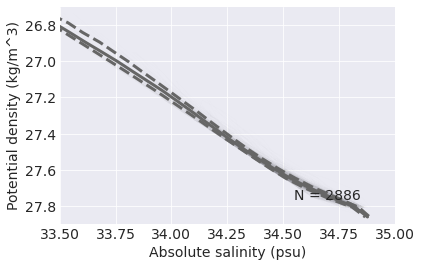 26.8
27.0
27.2
27.4
27.6
27.8
Potential density (kg/m^3)
N = 2886
33.50 33.75 34.00 34.25 34.50 34.75 35.00
Absolute salinity (psu)